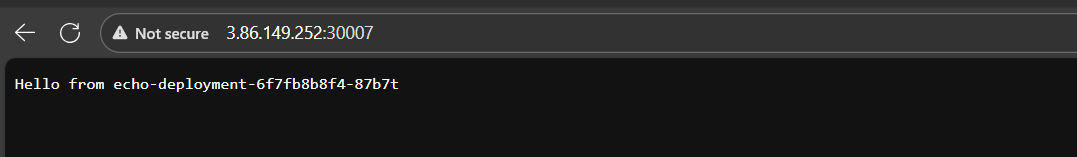 Not secure 3.86.149.252:30007
Hello from echo-deployment-6f7fb8b8f4-87b7t